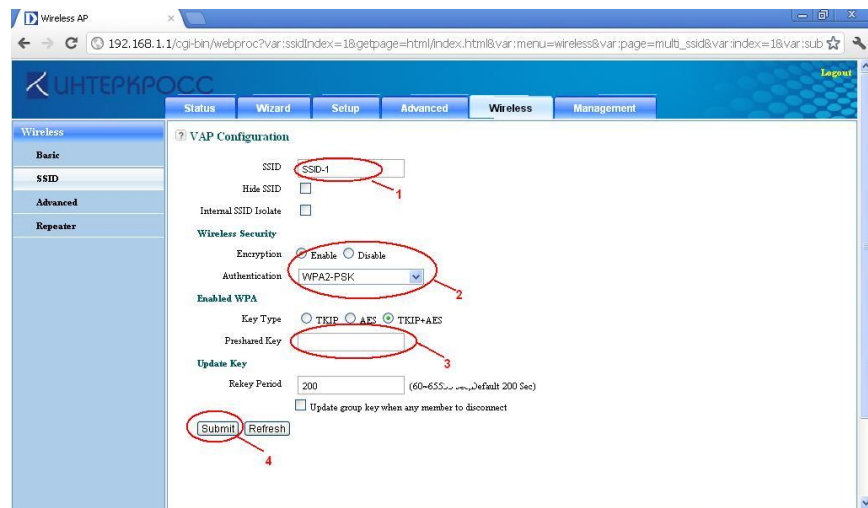 Wireless AP
192.168.1.1/cgi-bin/webproc?var:ssidIndex=1&getpage=html/index.html&var:menu=wireless&var:page=multi_ssid&var:index=1&var:sub
ИНТЕРКРОСС
Logout
Status Wizard Setup Advanced Wireless Management
Wireless
Basic
SSID
Advanced
Repeater
? VAP Configuration
SSID SSID-1
1
Hide SSID
Internal SSID Isolate
Wireless Security
Encryption Enable Disable
Authentication WPA2-PSK
2
Enabled WPA
Key Type TKIP AES TKIP+AES
Preshared Key
3
Update Key
Rekey Period 200 Default 200 Sec)
Update group key when any member to disconnect
Submit Refresh
4